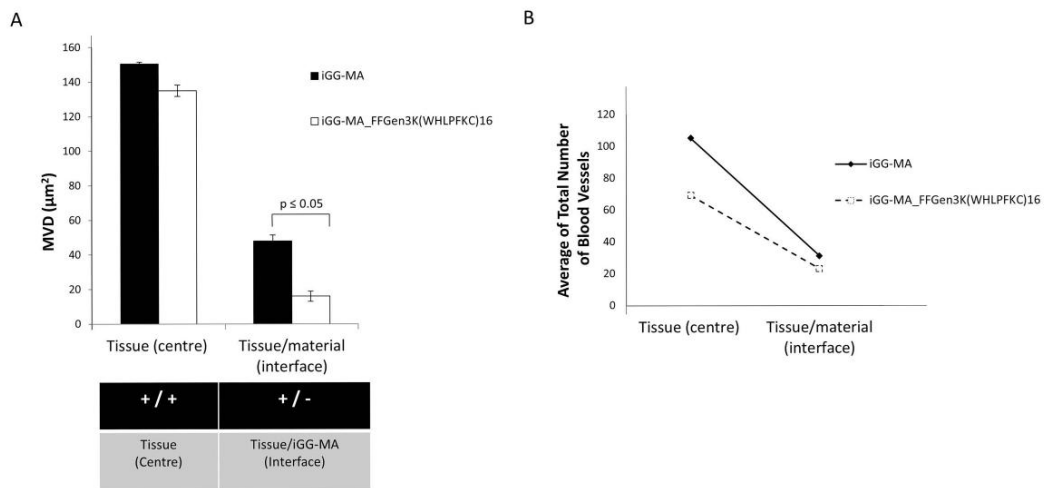 A
160
140
120
100
80
60
40
20
0
MVD (µm²)
iGG-MA
iGG-MA_FFGen3K(WHLPFKC)16
p ≤ 0.05
Tissue (centre)
Tissue/material
(interface)
+ / +
+ / -
Tissue
(Centre)
Tissue/iGG-MA
(Interface)
B
120
100
80
60
40
20
0
Average of Total Number
of Blood Vessels
iGG-MA
iGG-MA_FFGen3K(WHLPFKC)16
Tissue (centre)
Tissue/material
(interface)